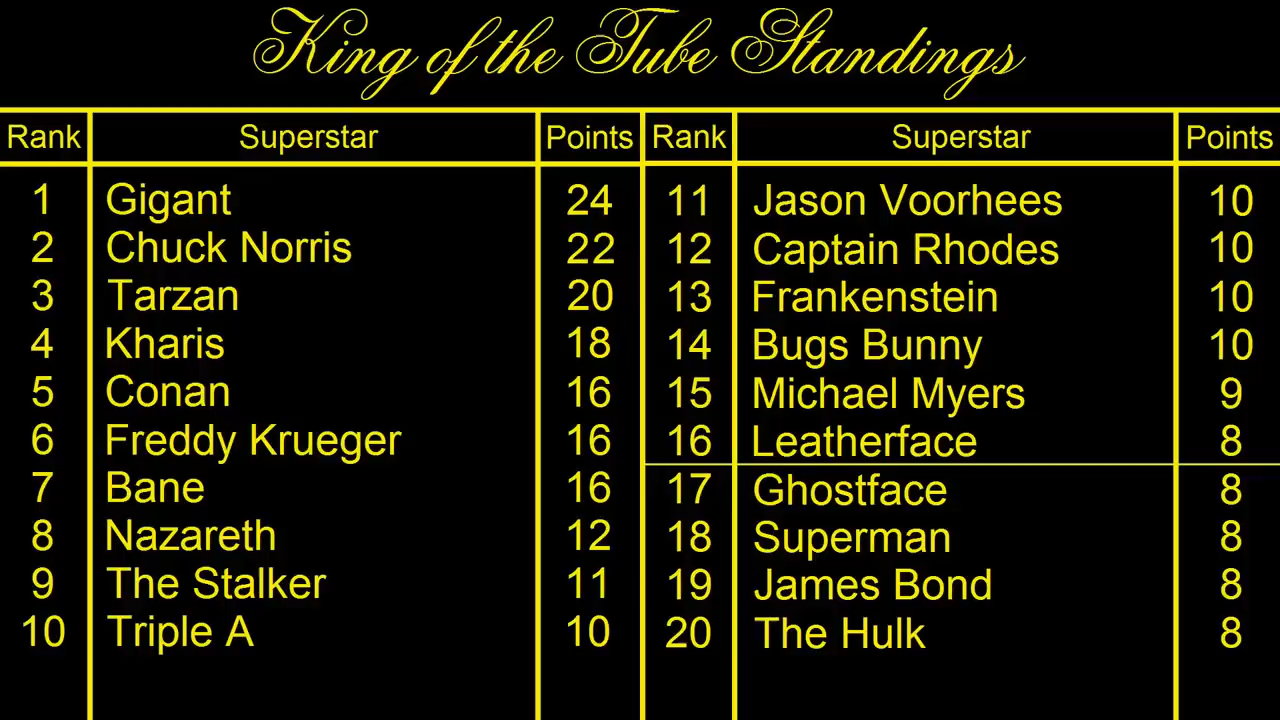 King of the Tube Standings
Rank Superstar Points Rank Superstar Points
1 Gigant 24 11 Jason Voorhees 10
2 Chuck Norris 22 12 Captain Rhodes 10
3 Tarzan 20 13 Frankenstein 10
4 Kharis 18 14 Bugs Bunny 10
5 Conan 16 15 Michael Myers 9
6 Freddy Krueger 16 16 Leatherface 8
7 Bane 16 17 Ghostface 8
8 Nazareth 12 18 Superman 8
9 The Stalker 11 19 James Bond 8
10 Triple A 10 20 The Hulk 8